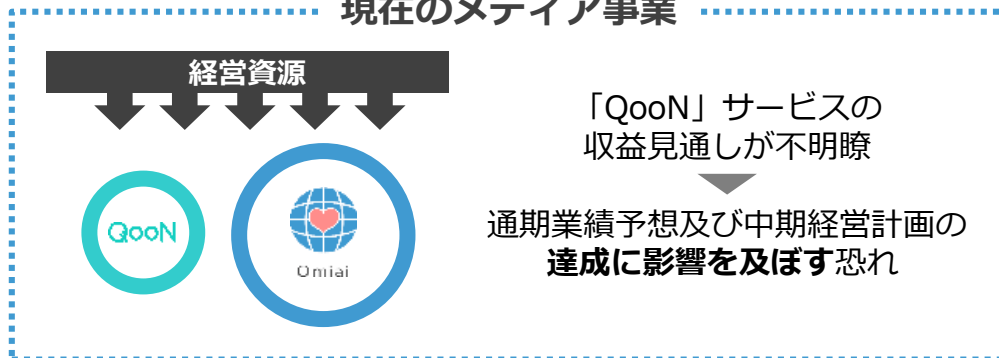 現在のメディア事業
経営資源
QooN
Omiai
「QooN」サービスの
収益見通しが不明瞭
通期業績予想及び中期経営計画の
達成に影響を及ぼす恐れ